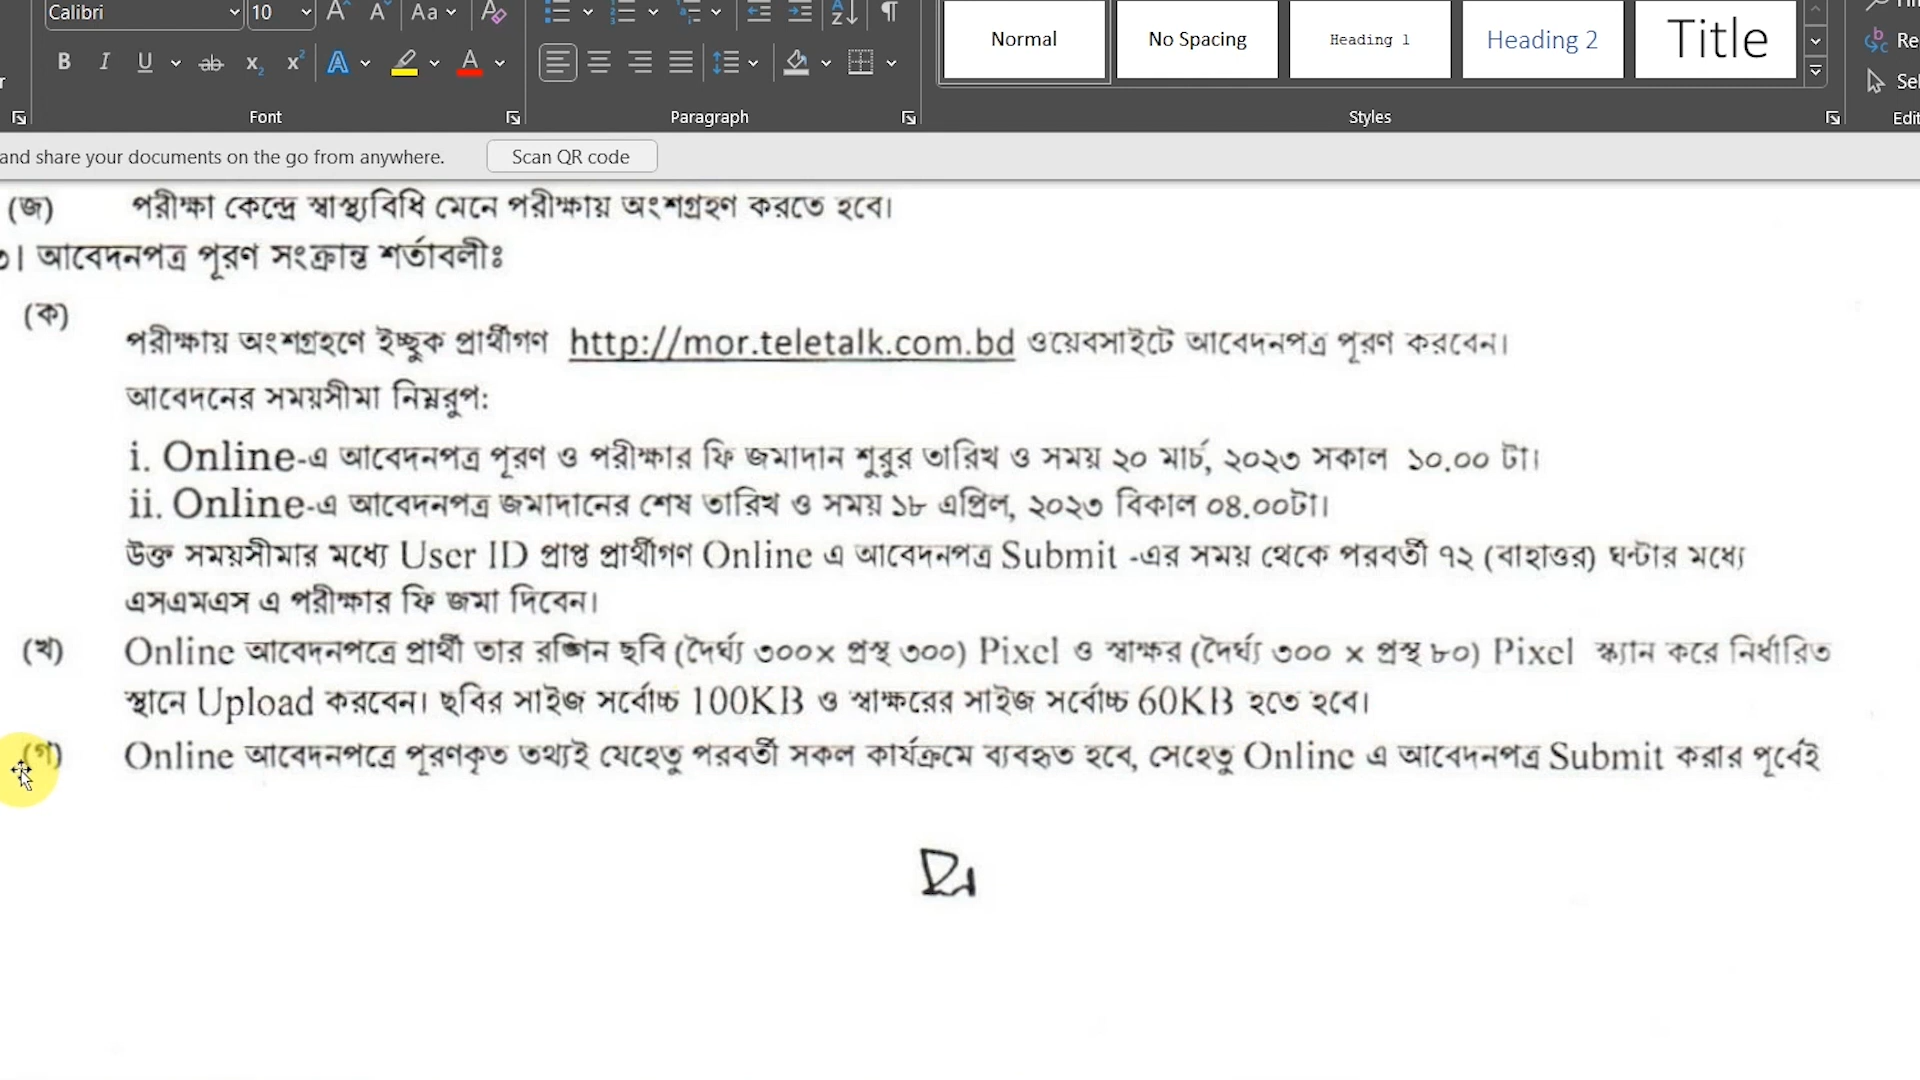 Calibri 10 Aa
B I U ab x₂ x² A A
Font Paragraph Styles Edit
Normal No Spacing Heading 1 Heading 2 Title
and share your documents on the go from anywhere. Scan QR code
(জ) পরীক্ষা কেন্দ্রে স্বাস্থ্যবিধি মেনে পরীক্ষায় অংশগ্রহণ করতে হবে।
৩। আবেদনপত্র পূরণ সংক্রান্ত শর্তাবলীঃ
(ক)
পরীক্ষায় অংশগ্রহণে ইচ্ছুক প্রার্থীগণ http://mor.teletalk.com.bd ওয়েবসাইটে আবেদনপত্র পূরণ করবেন।
আবেদনের সময়সীমা নিম্নরূপ:
i. Online-এ আবেদনপত্র পূরণ ও পরীক্ষার ফি জমাদান শুরুর তারিখ ও সময় ২০ মার্চ, ২০২৩ সকাল ১০.০০ টা।
ii. Online-এ আবেদনপত্র জমাদানের শেষ তারিখ ও সময় ১৮ এপ্রিল, ২০২৩ বিকাল ০৪.০০টা।
উক্ত সময়সীমার মধ্যে User ID প্রাপ্ত প্রার্থীগণ Online এ আবেদনপত্র Submit -এর সময় থেকে পরবর্তী ৭২ (বাহাত্তর) ঘন্টার মধ্যে
এসএমএস এ পরীক্ষার ফি জমা দিবেন।
(খ) Online আবেদনপত্রে প্রার্থী তার রঙ্গিন ছবি (দৈর্ঘ্য ৩০০x প্রস্থ ৩০০) Pixel ও স্বাক্ষর (দৈর্ঘ্য ৩০০ x প্রস্থ ৮০) Pixel স্ক্যান করে নির্ধারিত
স্থানে Upload করবেন। ছবির সাইজ সর্বোচ্চ 100KB ও স্বাক্ষরের সাইজ সর্বোচ্চ 60KB হতে হবে।
(গ) Online আবেদনপত্রে পূরণকৃত তথ্যই যেহেতু পরবর্তী সকল কার্যক্রমে ব্যবহৃত হবে, সেহেতু Online এ আবেদনপত্র Submit করার পূর্বেই